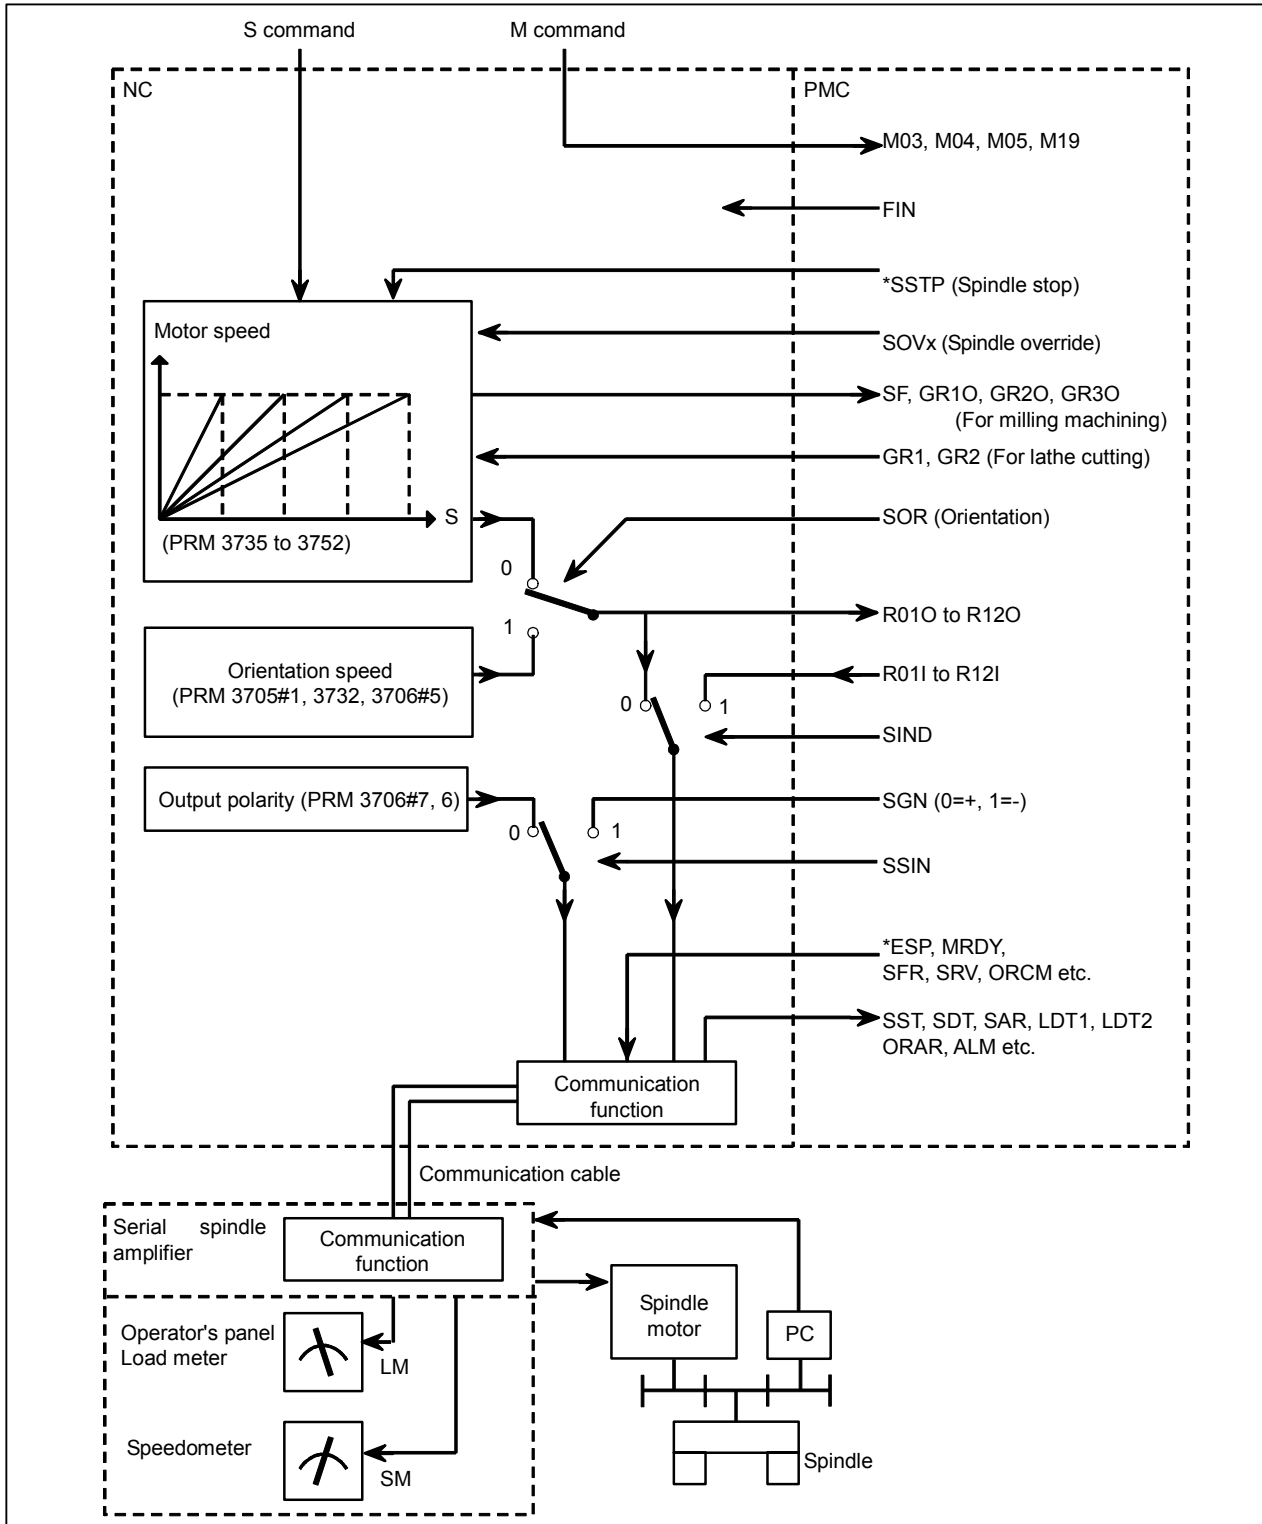 S command
M command
NC
PMC
M03, M04, M05, M19
FIN
*SSTP (Spindle stop)
Motor speed
SOVx (Spindle override)
SF, GR1O, GR2O, GR3O
(For milling machining)
GR1, GR2 (For lathe cutting)
S
SOR (Orientation)
(PRM 3735 to 3752)
0
1
R01O to R12O
Orientation speed
(PRM 3705#1, 3732, 3706#5)
R01I to R12I
0
1
SIND
Output polarity (PRM 3706#7, 6)
SGN (0=+, 1=-)
0
1
SSIN
*ESP, MRDY,
SFR, SRV, ORCM etc.
SST, SDT, SAR, LDT1, LDT2
ORAR, ALM etc.
Communication
function
Communication cable
Serial spindle
amplifier
Communication
function
Spindle
motor
PC
Operator's panel
Load meter
LM
Speedometer
SM
Spindle